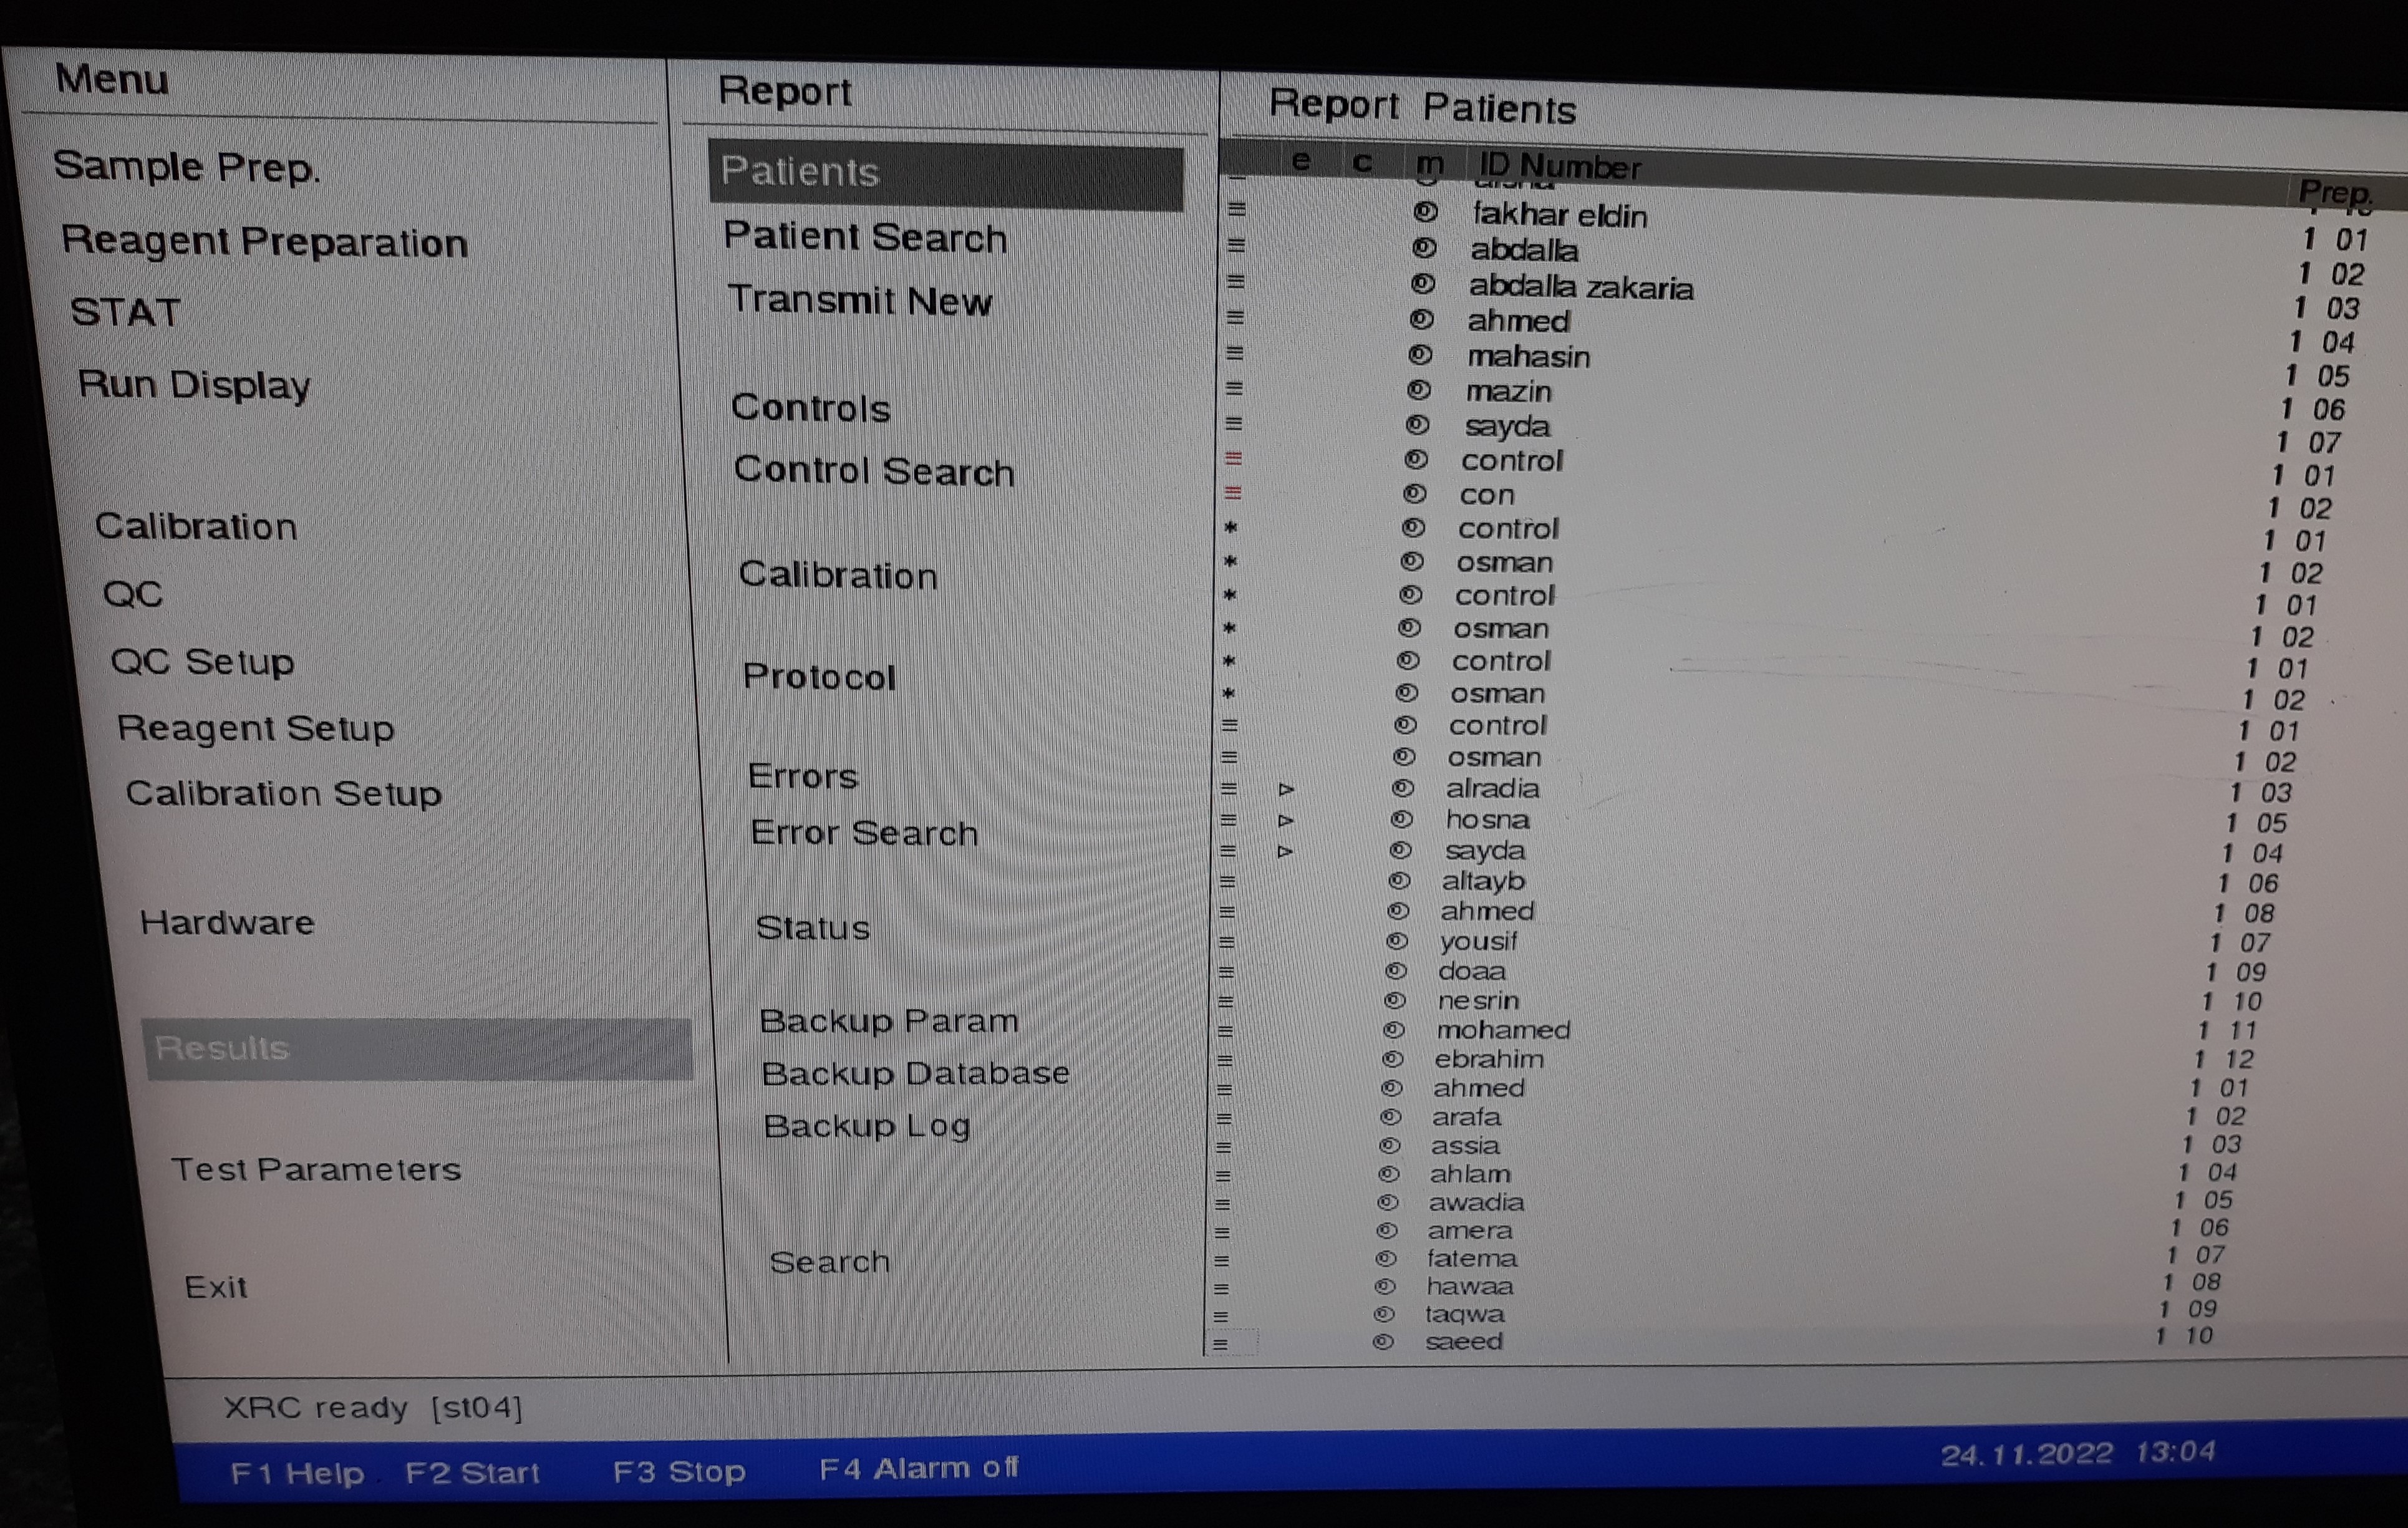 Menu
Sample Prep.
Reagent Preparation
STAT
Run Display
Calibration
QC
QC Setup
Reagent Setup
Calibration Setup
Hardware
Results
Test Parameters
Exit
Report
Patients
Patient Search
Transmit New
Controls
Control Search
Calibration
Protocol
Errors
Error Search
Status
Backup Param
Backup Database
Backup Log
Search
Report Patients
e c m ID Number Prep.
fakhar eldin 1 01
abdalla 1 02
abdalla zakaria 1 03
ahmed 1 04
mahasin 1 05
mazin 1 06
sayda 1 07
control 1 01
con 1 02
* control 1 01
* osman 1 02
* control 1 01
* osman 1 02
* control 1 01
* osman 1 02
control 1 01
osman 1 02
alradia 1 03
hosna 1 05
sayda 1 04
altayb 1 06
ahmed 1 08
yousif 1 07
doaa 1 09
nesrin 1 10
mohamed 1 11
ebrahim 1 12
ahmed 1 01
arafa 1 02
assia 1 03
ahlam 1 04
awadia 1 05
amera 1 06
fatema 1 07
hawaa 1 08
taqwa 1 09
saeed 1 10
XRC ready [st04]
F1 Help F2 Start F3 Stop F4 Alarm off 24.11.2022 13:04